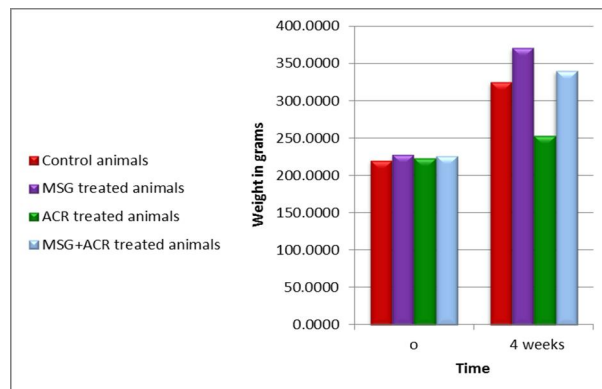 Control animals
MSG treated animals
ACR treated animals
MSG+ACR treated animals
Weight in grams
400.0000
350.0000
300.0000
250.0000
200.0000
150.0000
100.0000
50.0000
0.0000
o
4 weeks
Time